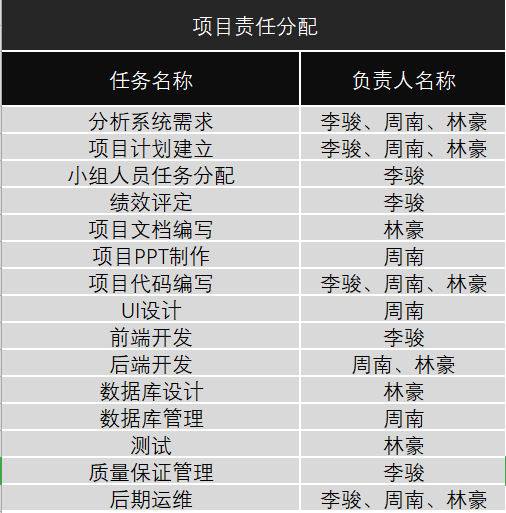 项目责任分配
任务名称 负责人名称
分析系统需求 李骏、周南、林豪
项目计划建立 李骏、周南、林豪
小组人员任务分配 李骏
绩效评定 李骏
项目文档编写 林豪
项目PPT制作 周南
项目代码编写 李骏、周南、林豪
UI设计 周南
前端开发 李骏
后端开发 周南、林豪
数据库设计 林豪
数据库管理 周南
测试 林豪
质量保证管理 李骏
后期运维 李骏、周南、林豪